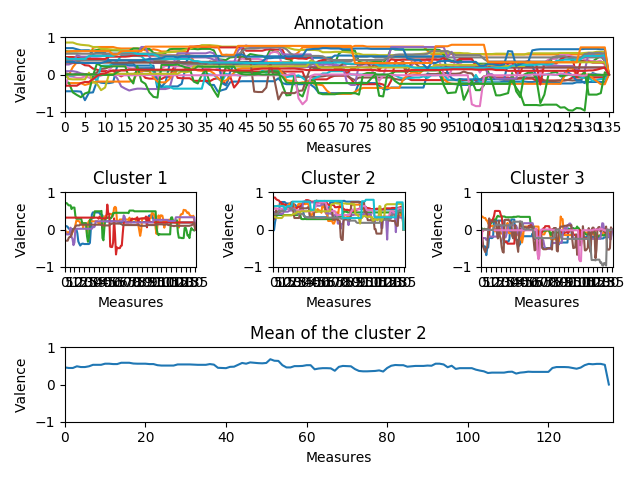 Annotation
1
0
−1
Valence
0 5 10 15 20 25 30 35 40 45 50 55 60 65 70 75 80 85 90 95 100 105 110 115 120 125 130 135
Measures
Cluster 1 Cluster 2 Cluster 3
1 1 1
0 0 0
−1 −1 −1
Valence Valence Valence
Measures Measures Measures
Mean of the cluster 2
1
0
−1
Valence
0 20 40 60 80 100 120
Measures